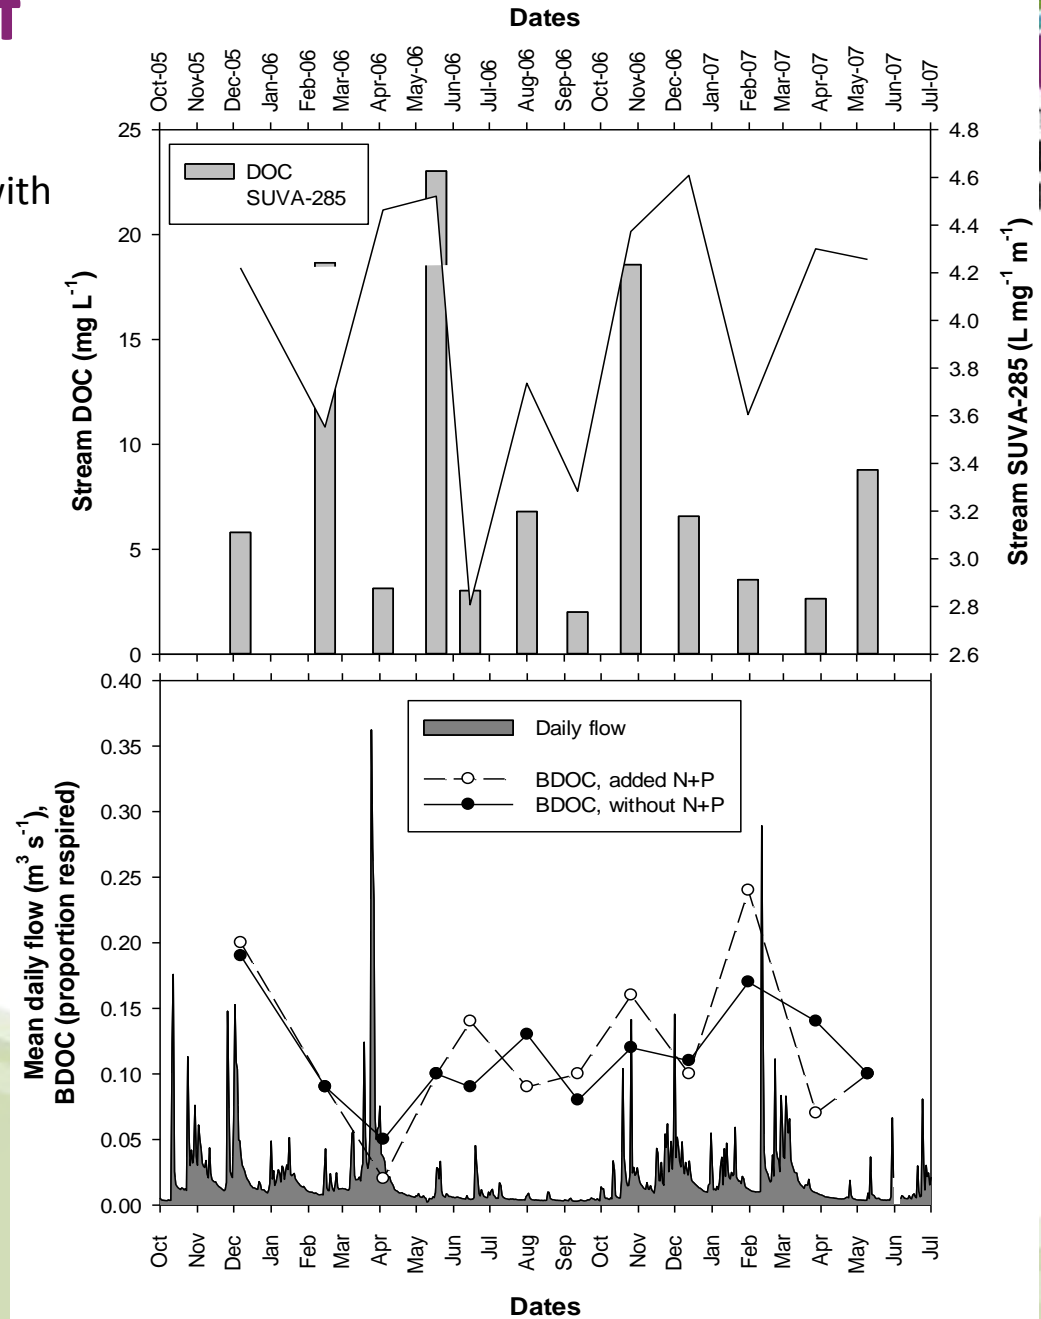 T
with
Dates
Oct-05
Nov-05
Dec-05
Jan-06
Feb-06
Mar-06
Apr-06
May-06
Jun-06
Jul-06
Aug-06
Sep-06
Oct-06
Nov-06
Dec-06
Jan-07
Feb-07
Mar-07
Apr-07
May-07
Jun-07
Jul-07
DOC
SUVA-285
Stream DOC (mg L⁻¹)
25
20
15
10
5
0
4.8
4.6
4.4
4.2
4.0
3.8
3.6
3.4
3.2
3.0
2.8
2.6
Stream SUVA-285 (L mg⁻¹ m⁻¹)
Mean daily flow (m³ s⁻¹),
BDOC (proportion respired)
0.40
0.35
0.30
0.25
0.20
0.15
0.10
0.05
0.00
Daily flow
BDOC, added N+P
BDOC, without N+P
Oct
Nov
Dec
Jan
Feb
Mar
Apr
May
Jun
Jul
Aug
Sep
Oct
Nov
Dec
Jan
Feb
Mar
Apr
May
Jun
Jul
Dates